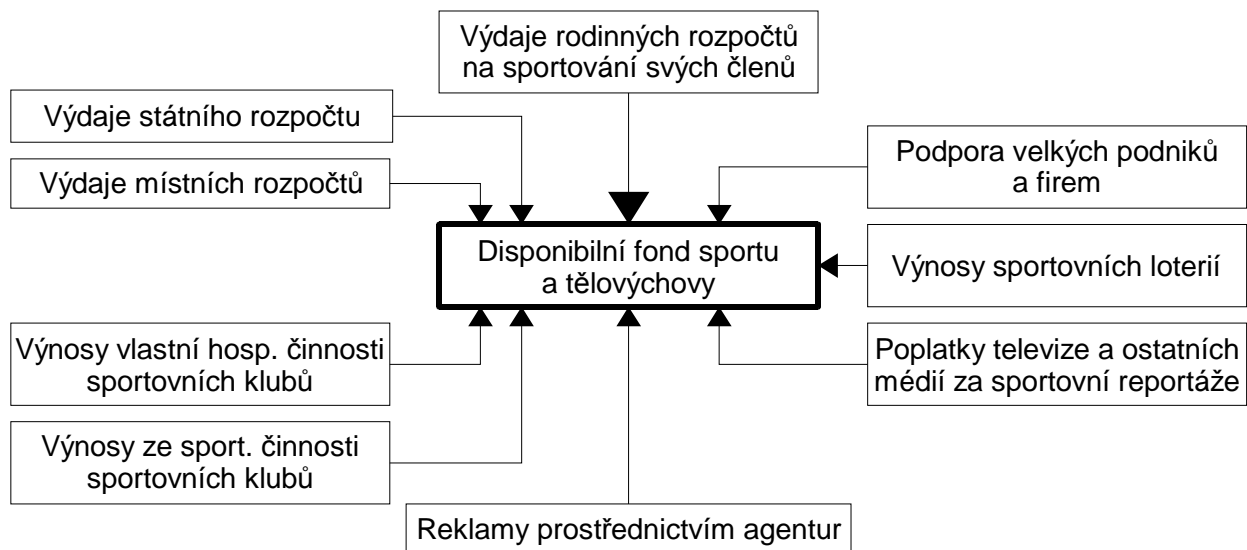 Výdaje rodinných rozpočtů
na sportování svých členů
Výdaje státního rozpočtu
Výdaje místních rozpočtů
Podpora velkých podniků
a firem
Disponibilní fond sportu
a tělovýchovy
Výnosy sportovních loterií
Výnosy vlastní hosp. činnosti
sportovních klubů
Poplatky televize a ostatních
médií za sportovní reportáže
Výnosy ze sport. činnosti
sportovních klubů
Reklamy prostřednictvím agentur